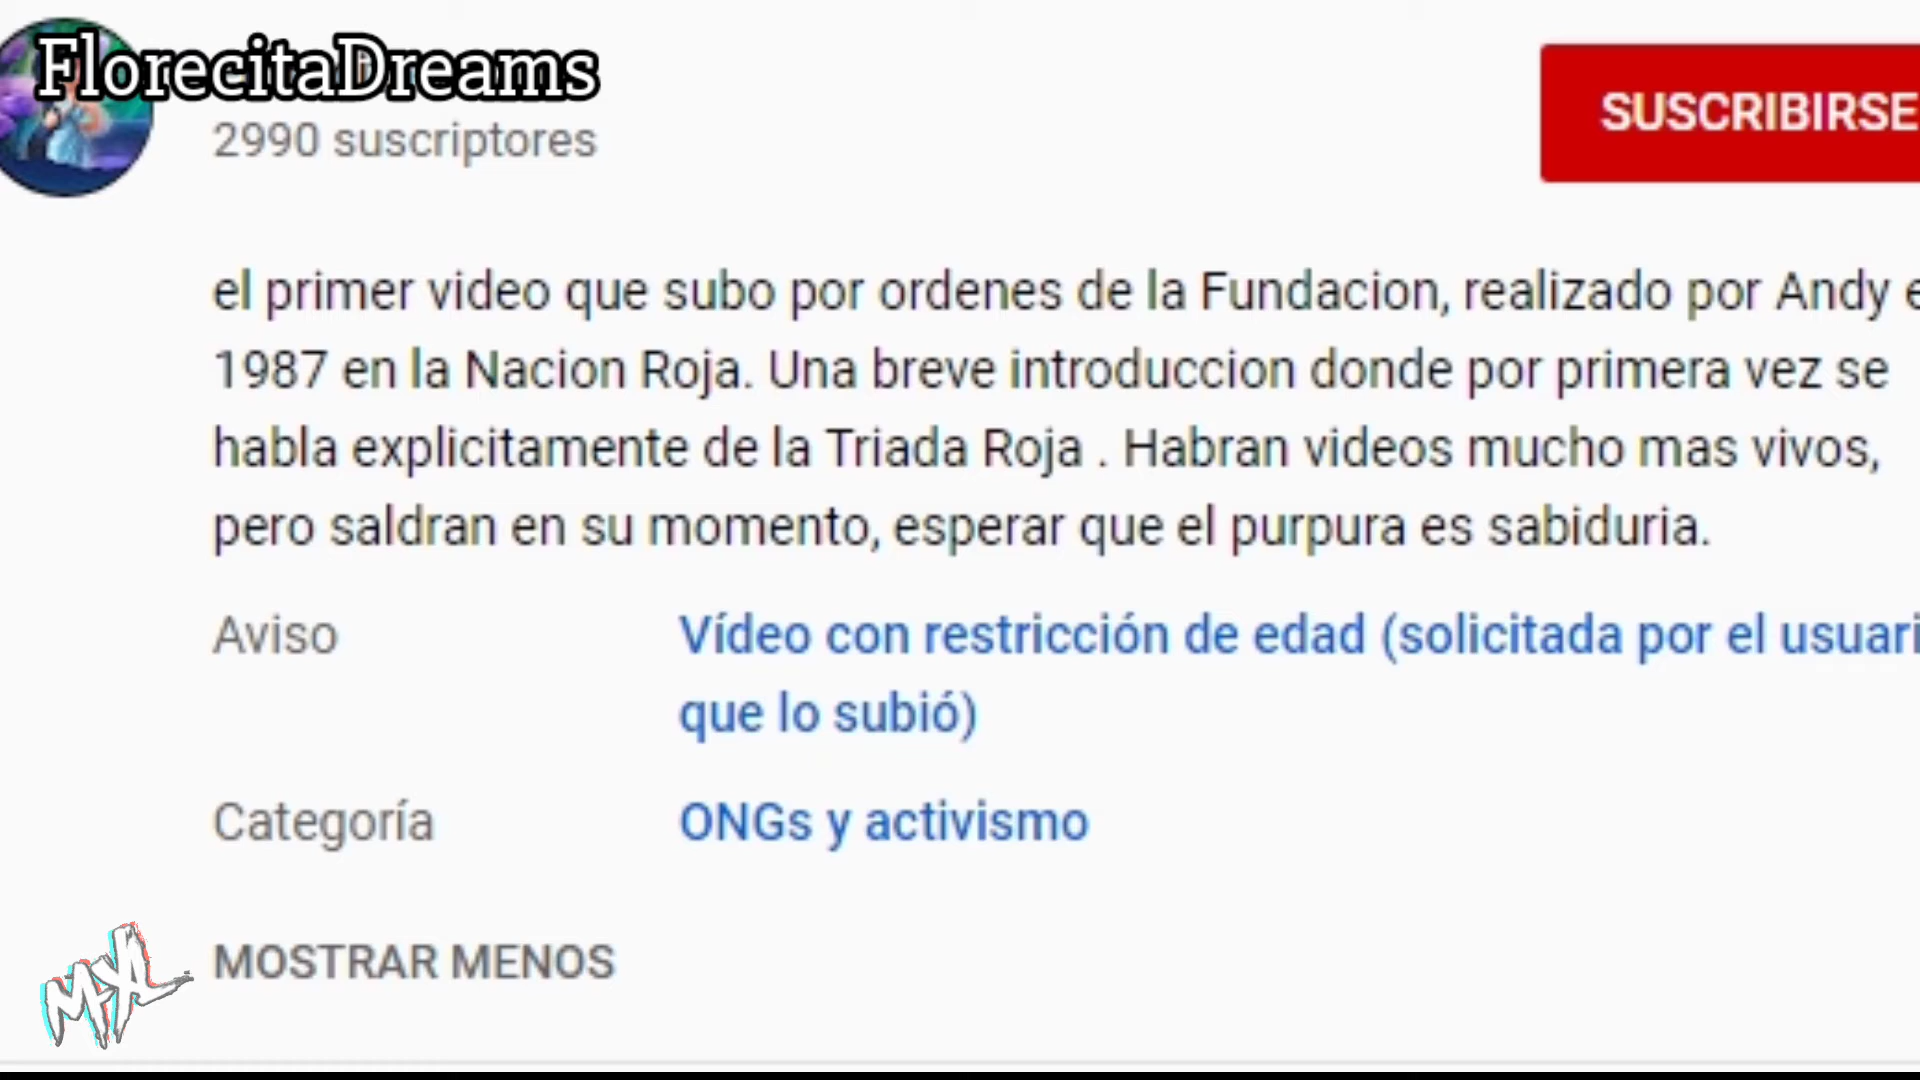 FlorecitaDreams
2990 suscriptores
SUSCRIBIRSE
el primer video que subo por ordenes de la Fundacion, realizado por Andy e
1987 en la Nacion Roja. Una breve introduccion donde por primera vez se
habla explicitamente de la Triada Roja . Habran videos mucho mas vivos,
pero saldran en su momento, esperar que el purpura es sabiduria.
Aviso
Vídeo con restricción de edad (solicitada por el usuari
que lo subió)
Categoría
ONGs y activismo
MOSTRAR MENOS